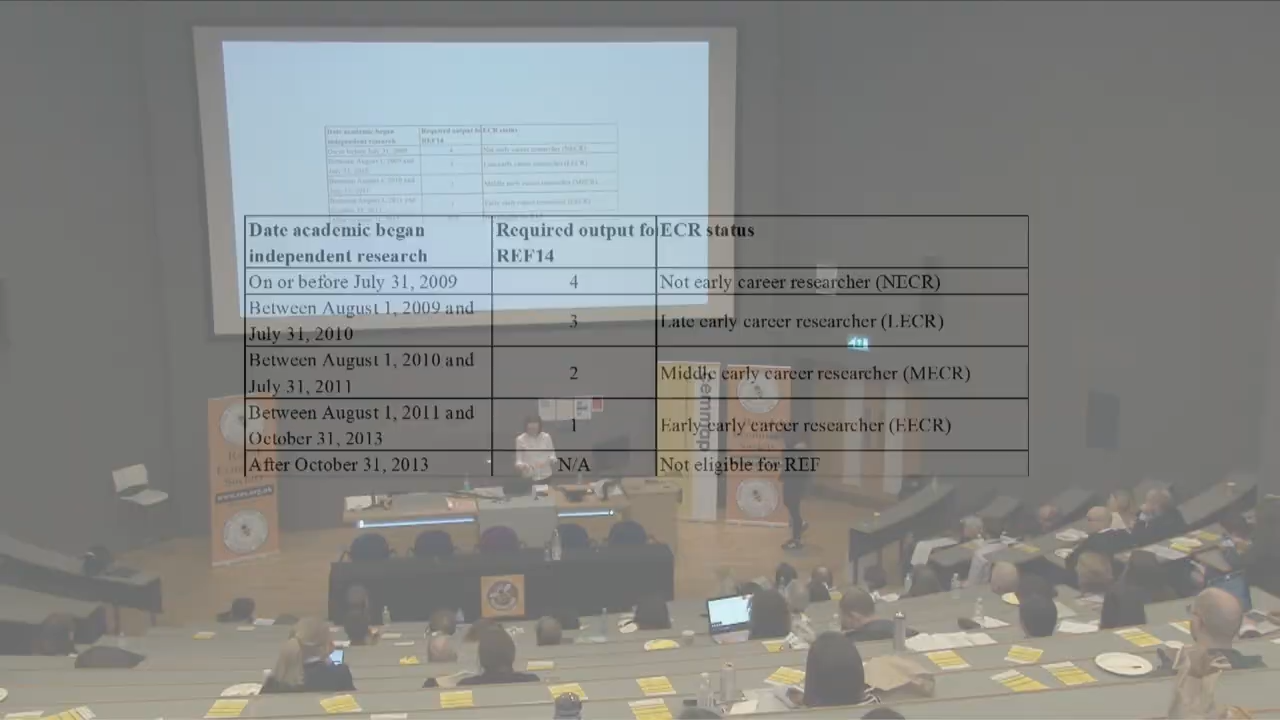 Date academic began
independent research
Required output fo
REF14
ECR status
On or before July 31, 2009
4
Not early career researcher (NECR)
Between August 1, 2009 and
July 31, 2010
3
Late early career researcher (LECR)
Between August 1, 2010 and
July 31, 2011
2
Middle early career researcher (MECR)
Between August 1, 2011 and
October 31, 2013
1
Early early career researcher (EECR)
After October 31, 2013
N/A
Not eligible for REF